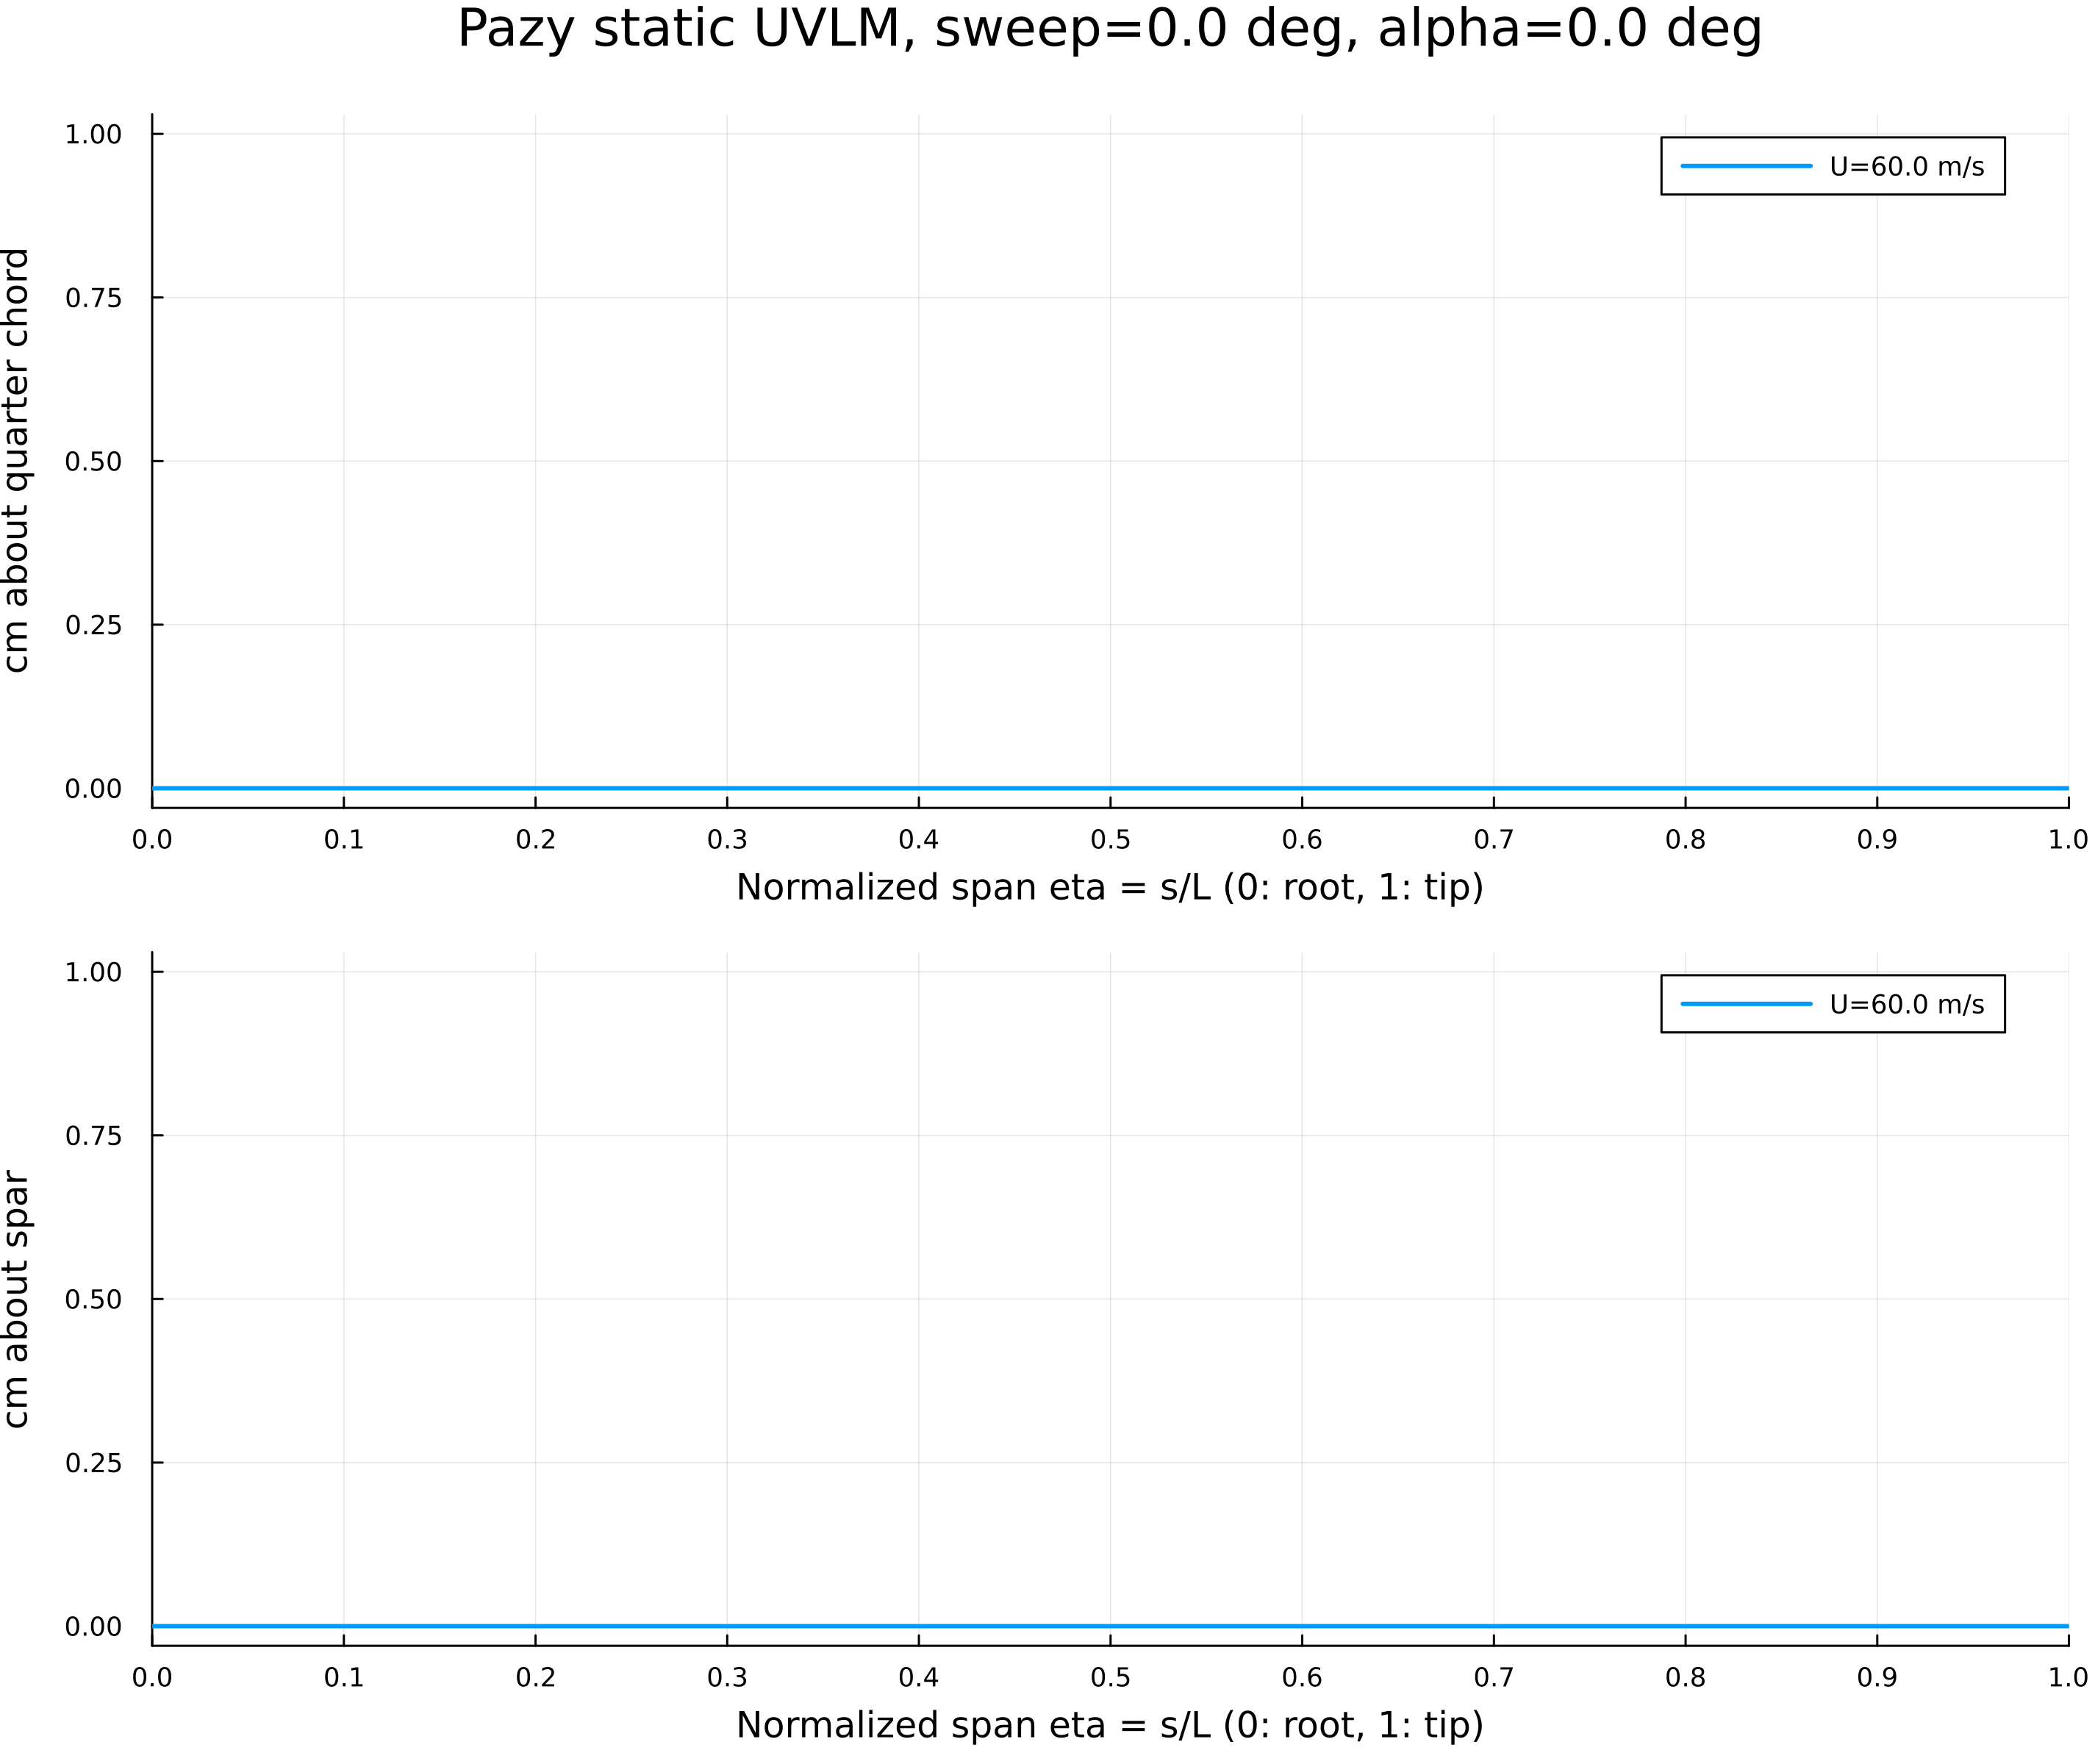 Pazy static UVLM, sweep=0.0 deg, alpha=0.0 deg
cm about quarter chord
1.00
0.75
0.50
0.25
0.00
U=60.0 m/s
0.0 0.1 0.2 0.3 0.4 0.5 0.6 0.7 0.8 0.9 1.0
Normalized span eta = s/L (0: root, 1: tip)
cm about spar
1.00
0.75
0.50
0.25
0.00
U=60.0 m/s
0.0 0.1 0.2 0.3 0.4 0.5 0.6 0.7 0.8 0.9 1.0
Normalized span eta = s/L (0: root, 1: tip)